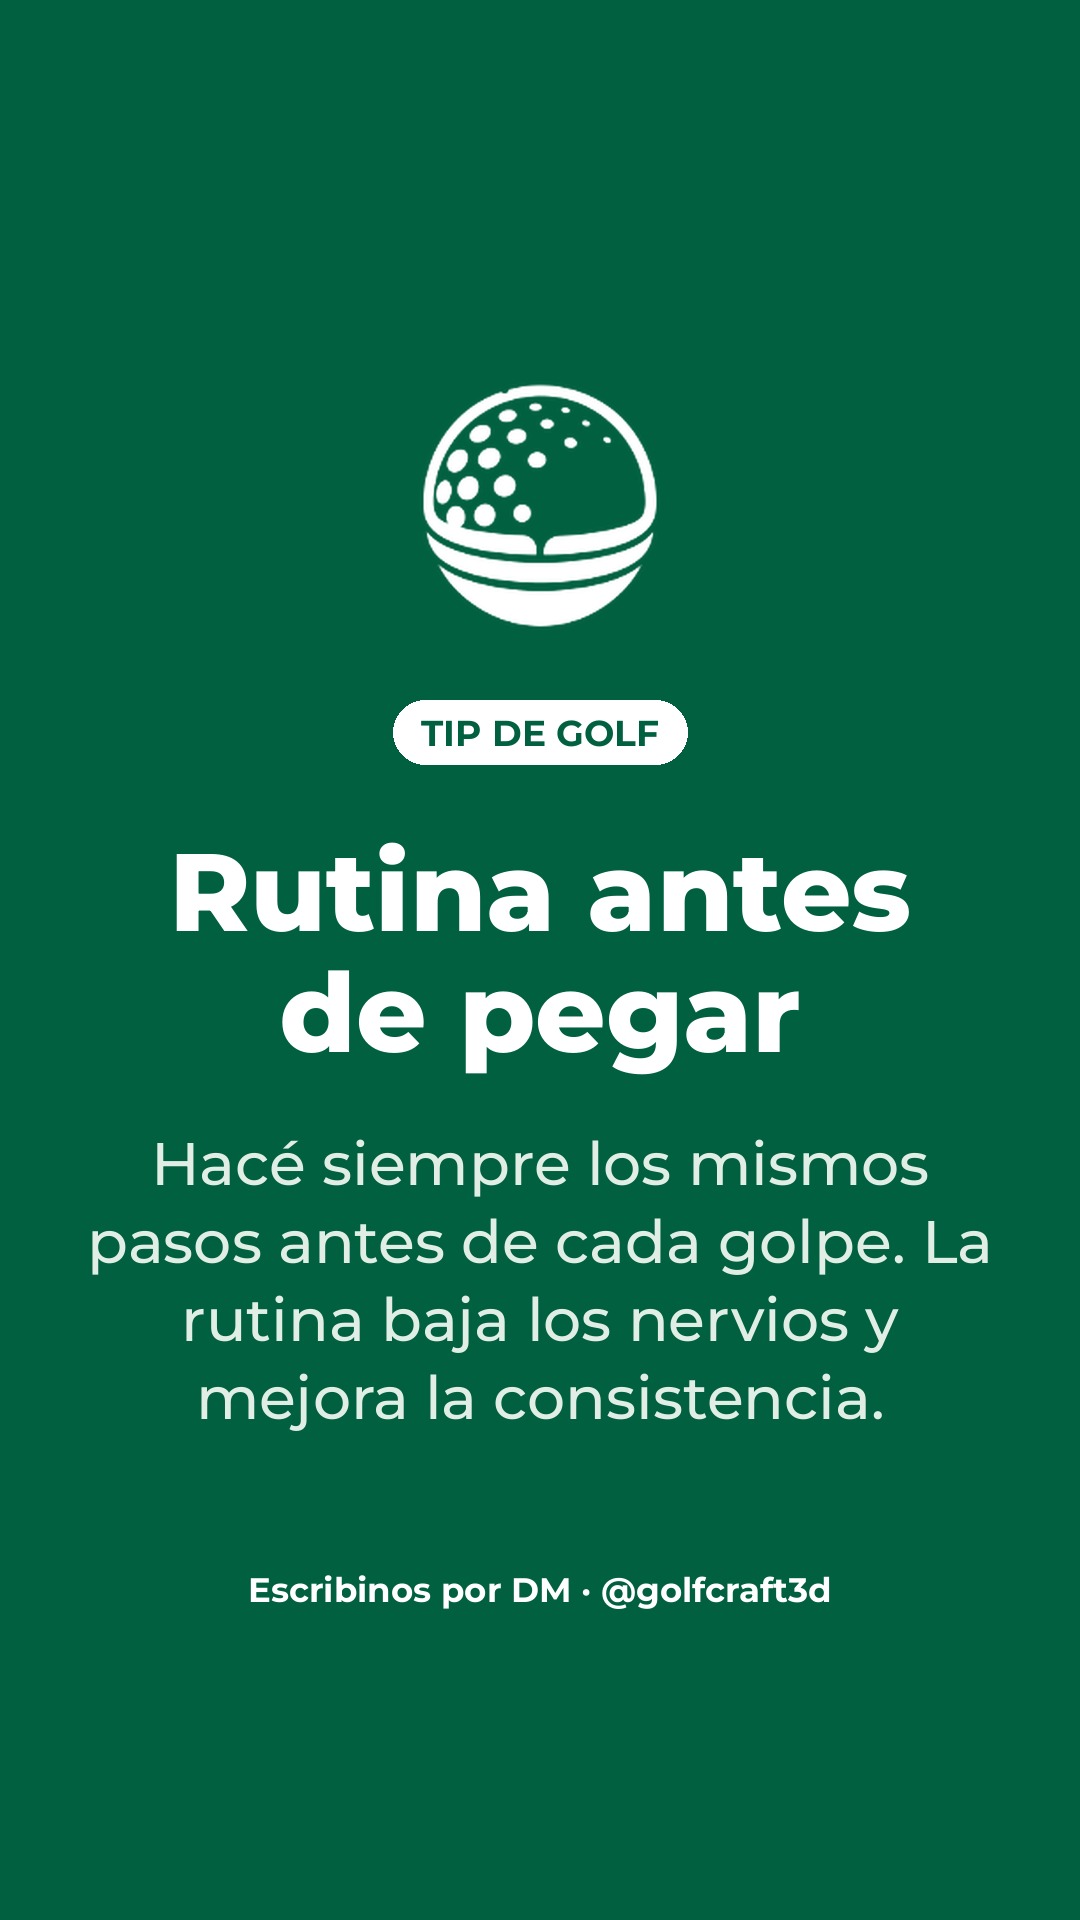 TIP DE GOLF
Rutina antes
de pegar
Hacé siempre los mismos
pasos antes de cada golpe. La
rutina baja los nervios y
mejora la consistencia.
Escribinos por DM · @golfcraft3d